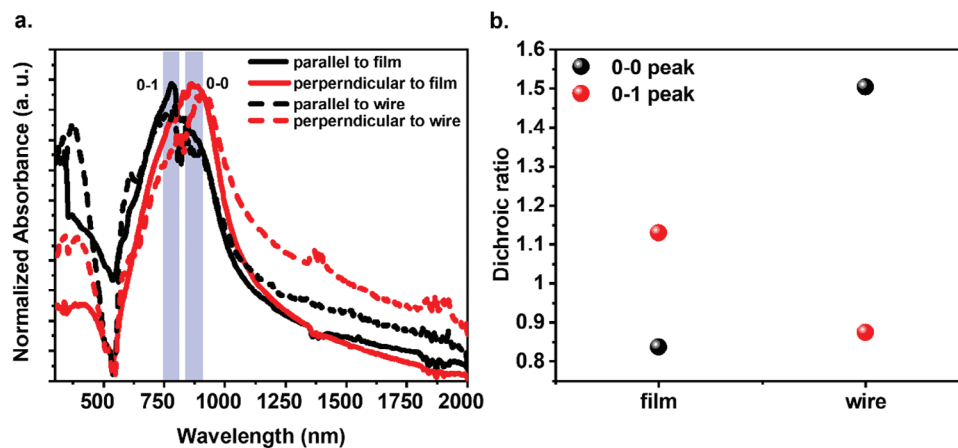 a.
Normalized Absorbance (a. u.)
0-1
0-0
parallel to film
perperndicular to film
parallel to wire
perperndicular to wire
500
750
1000
1250
1500
1750
2000
Wavelength (nm)
b.
Dichroic ratio
1.6
1.5
1.4
1.3
1.2
1.1
1
0.9
0.8
0-0 peak
0-1 peak
film
wire